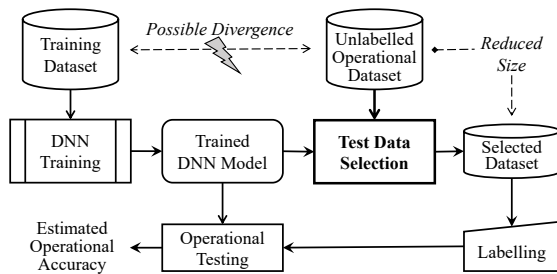 Training
Dataset
Possible Divergence
Unlabelled
Operational
Dataset
Reduced
Size
DNN
Training
Trained
DNN Model
Test Data
Selection
Selected
Dataset
Estimated
Operational
Accuracy
Operational
Testing
Labelling